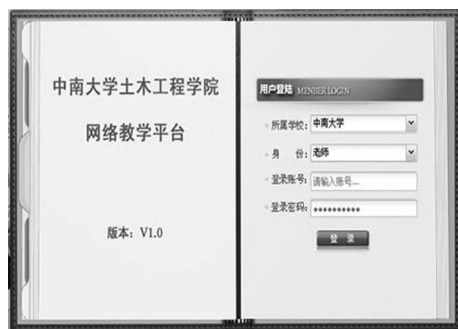 中南大学土木工程学院
网络教学平台
版本: V1.0
用户登陆 MENBER LOGIN
所属学校: 中南大学
身 份: 老师
登录账号: 请输入账号...
登录密码: **********
登 录